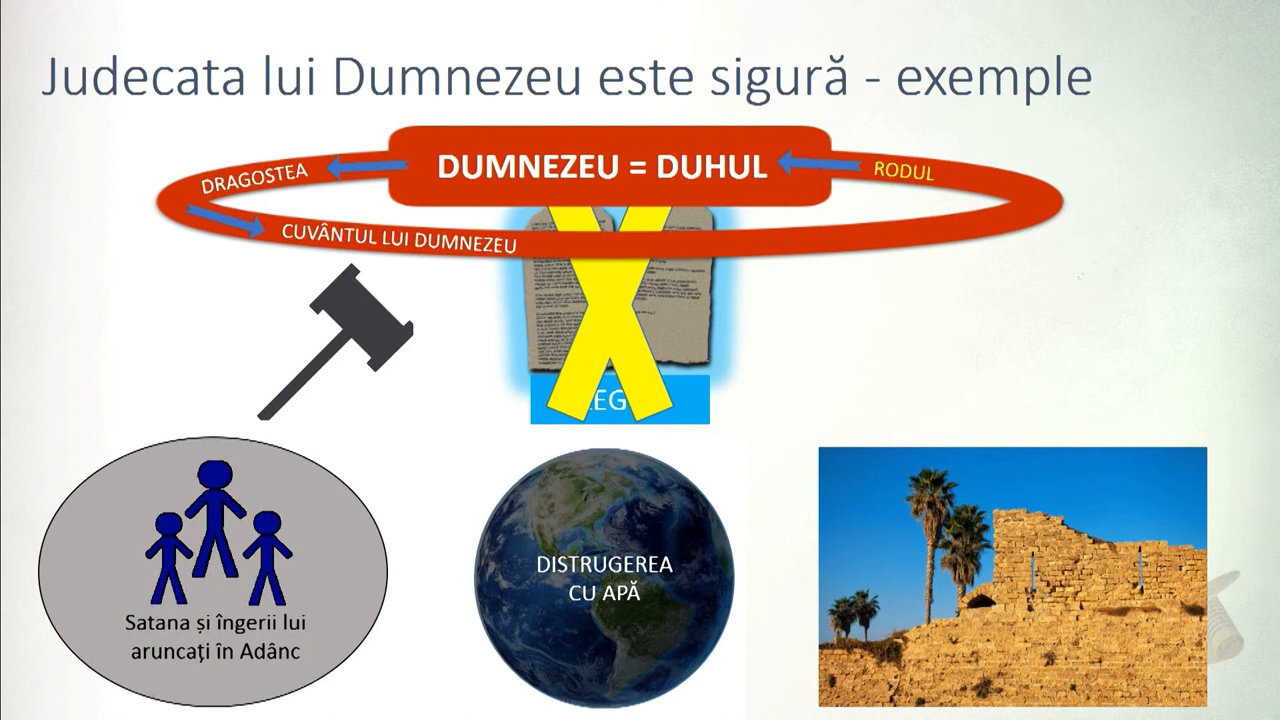 Judecata lui Dumnezeu este sigură - exemple
DUMNEZEU = DUHUL
DRAGOSTEA
RODUL
CUVÂNTUL LUI DUMNEZEU
Satana și îngerii lui
aruncați în Adânc
DISTRUGEREA
CU APĂ